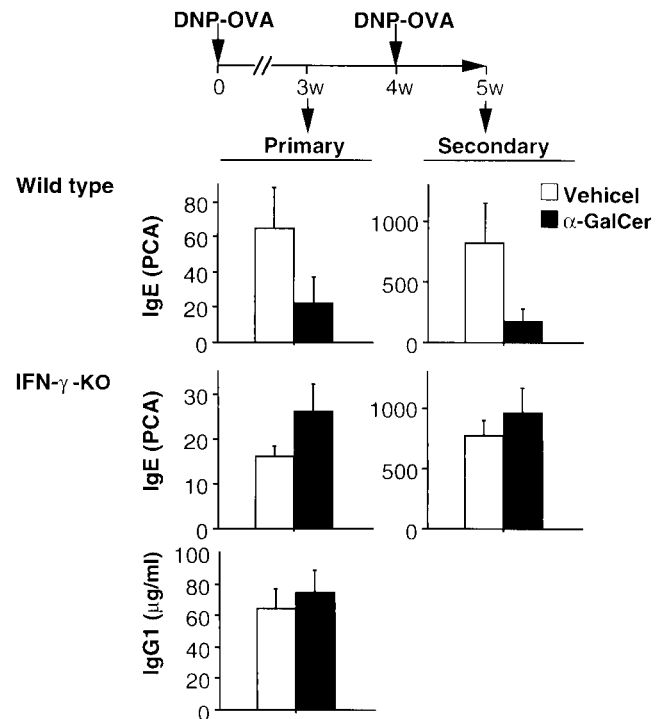 DNP-OVA DNP-OVA
0 3w 4w 5w
Primary Secondary
Wild type
Vehicel
α-GalCer
IgE (PCA)
80
60
40
20
0
1000
500
0
IFN-γ-KO
IgE (PCA)
30
20
10
0
1000
500
0
IgG1 (μg/ml)
100
80
60
40
20
0